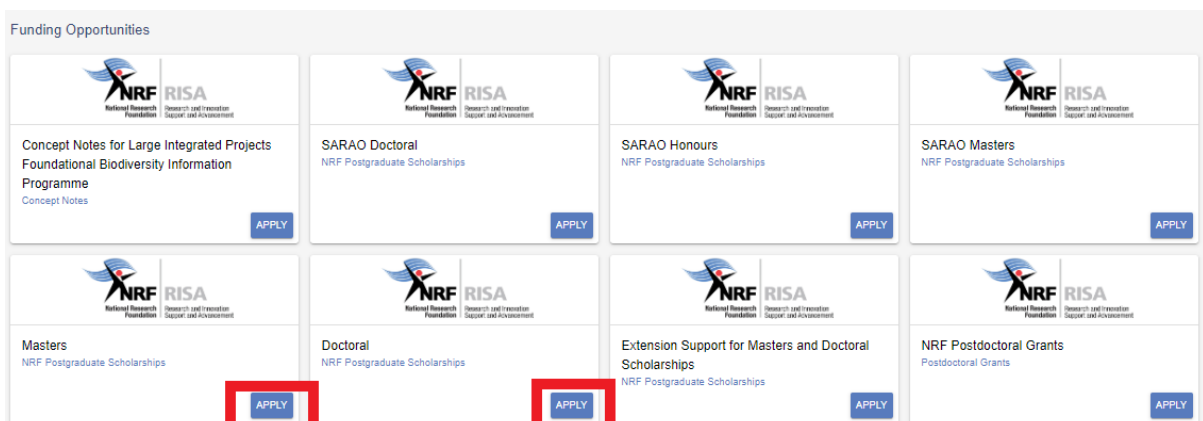 Funding Opportunities
NRF RISA
National Research Foundation
Research and Innovation Support and Advancement
NRF RISA
National Research Foundation
Research and Innovation Support and Advancement
NRF RISA
National Research Foundation
Research and Innovation Support and Advancement
NRF RISA
National Research Foundation
Research and Innovation Support and Advancement
Concept Notes for Large Integrated Projects
Foundational Biodiversity Information
Programme
Concept Notes
APPLY
SARAO Doctoral
NRF Postgraduate Scholarships
APPLY
SARAO Honours
NRF Postgraduate Scholarships
APPLY
SARAO Masters
NRF Postgraduate Scholarships
APPLY
NRF RISA
National Research Foundation
Research and Innovation Support and Advancement
NRF RISA
National Research Foundation
Research and Innovation Support and Advancement
NRF RISA
National Research Foundation
Research and Innovation Support and Advancement
NRF RISA
National Research Foundation
Research and Innovation Support and Advancement
Masters
NRF Postgraduate Scholarships
APPLY
Doctoral
NRF Postgraduate Scholarships
APPLY
Extension Support for Masters and Doctoral
Scholarships
NRF Postgraduate Scholarships
APPLY
NRF Postdoctoral Grants
Postdoctoral Grants
APPLY